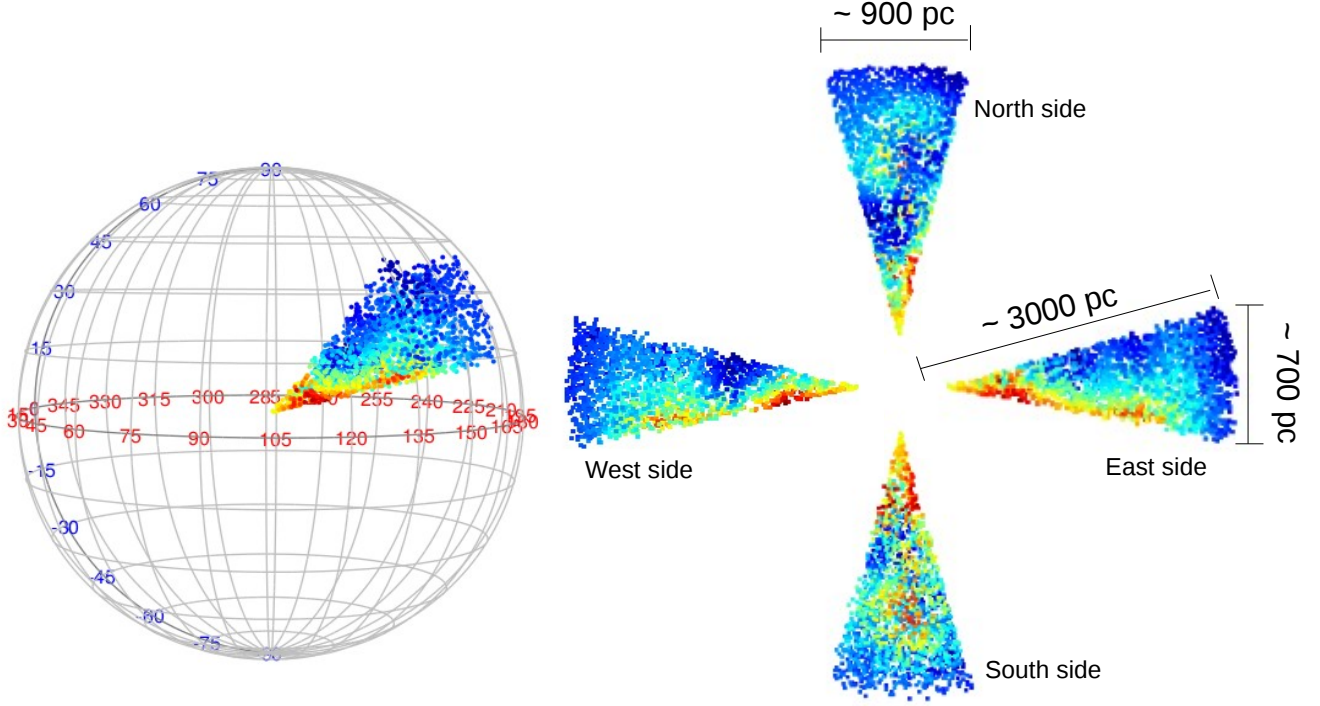 ~ 900 pc
North side
~ 3000 pc
~ 700 pc
West side
East side
South side
90
75
60
45
30
15
345 330 315 300 285 255 240 225
45 60 75 90 105 120 135 150
-15
-30
-45
-60
-75